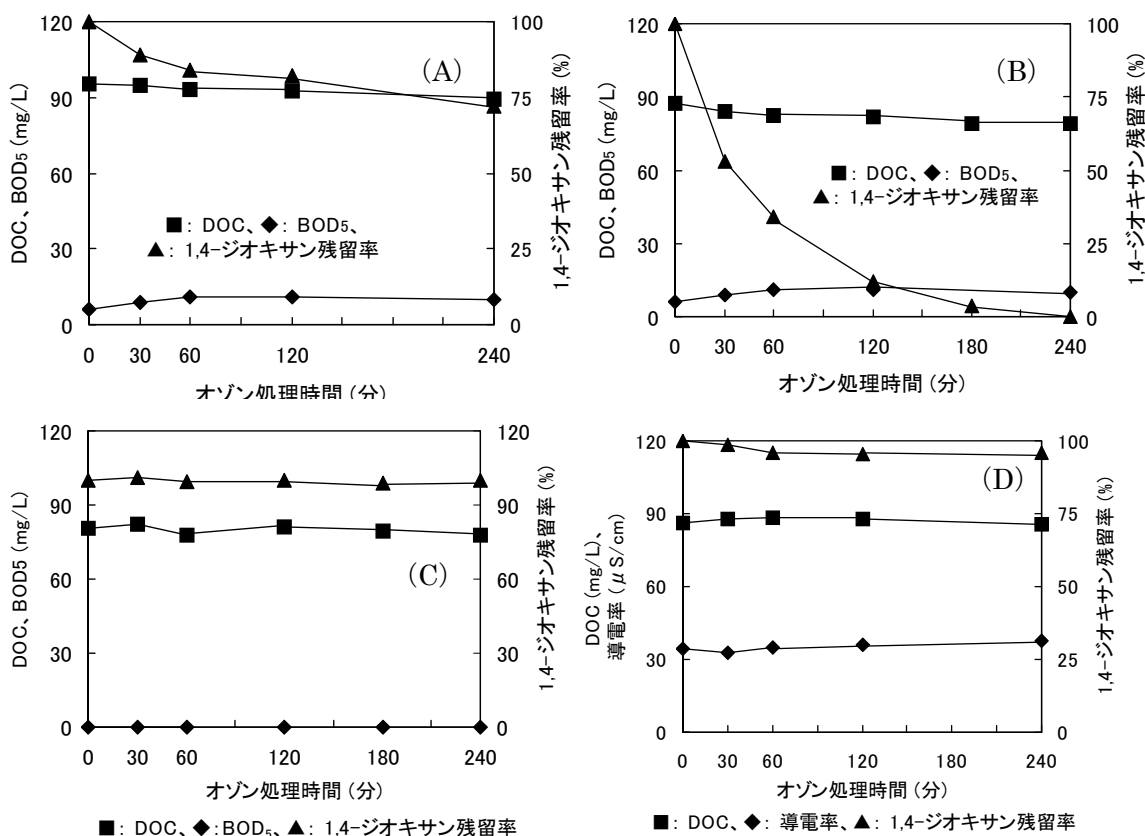 120
90
60
30
0
DOC、BOD₅ (mg/L)
100
75
50
25
0
1,4-ジオキサン残留率 (%)
(A)
■: DOC、◆: BOD₅、
▲: 1,4-ジオキサン残留率
0 30 60 120 240
オゾン処理時間 (分)
120
90
60
30
0
DOC、BOD₅ (mg/L)
100
75
50
25
0
1,4-ジオキサン残留率 (%)
(B)
■: DOC、◆: BOD₅、
▲: 1,4-ジオキサン残留率
0 30 60 120 180 240
オゾン処理時間 (分)
120
90
60
30
0
DOC、BOD5 (mg/L)
120
90
60
30
0
1,4-ジオキサン残留率 (%)
(C)
0 30 60 120 180 240
オゾン処理時間 (分)
■: DOC、◆:BOD₅、▲: 1,4-ジオキサン残留率
120
90
60
30
0
DOC (mg/L)、
導電率 (μS/cm)
100
75
50
25
0
1,4-ジオキサン残留率 (%)
(D)
0 30 60 120 180 240
オゾン処理時間 (分)
■: DOC、◆: 導電率、▲: 1,4-ジオキサン残留率